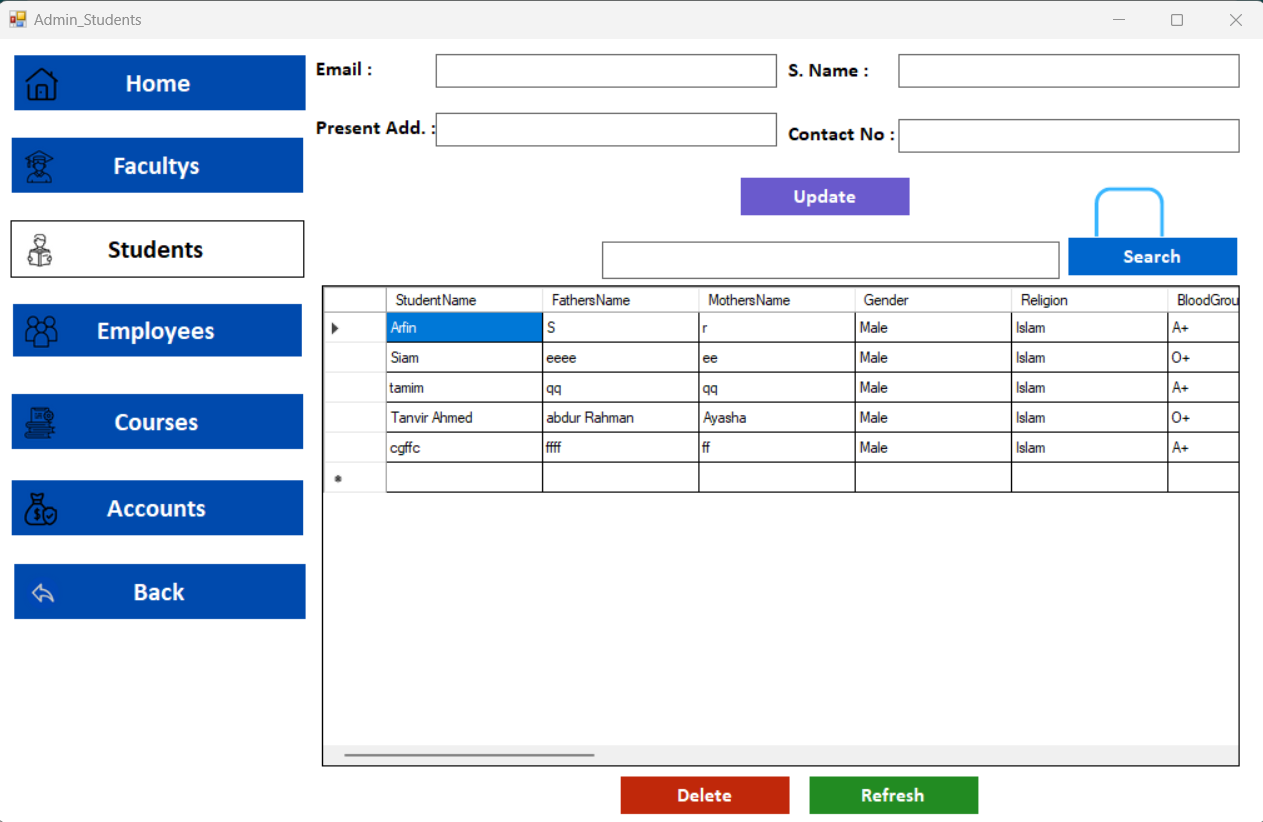 Admin_Students
Home
Facultys
Students
Employees
Courses
Accounts
Back
Email :
S. Name :
Present Add. :
Contact No :
Update
Search
StudentName FathersName MothersName Gender Religion BloodGrou
Arfin S r Male Islam A+
Siam eeee ee Male Islam O+
tamim qq qq Male Islam A+
Tanvir Ahmed abdur Rahman Ayasha Male Islam O+
cgffc ffff ff Male Islam A+
Delete Refresh